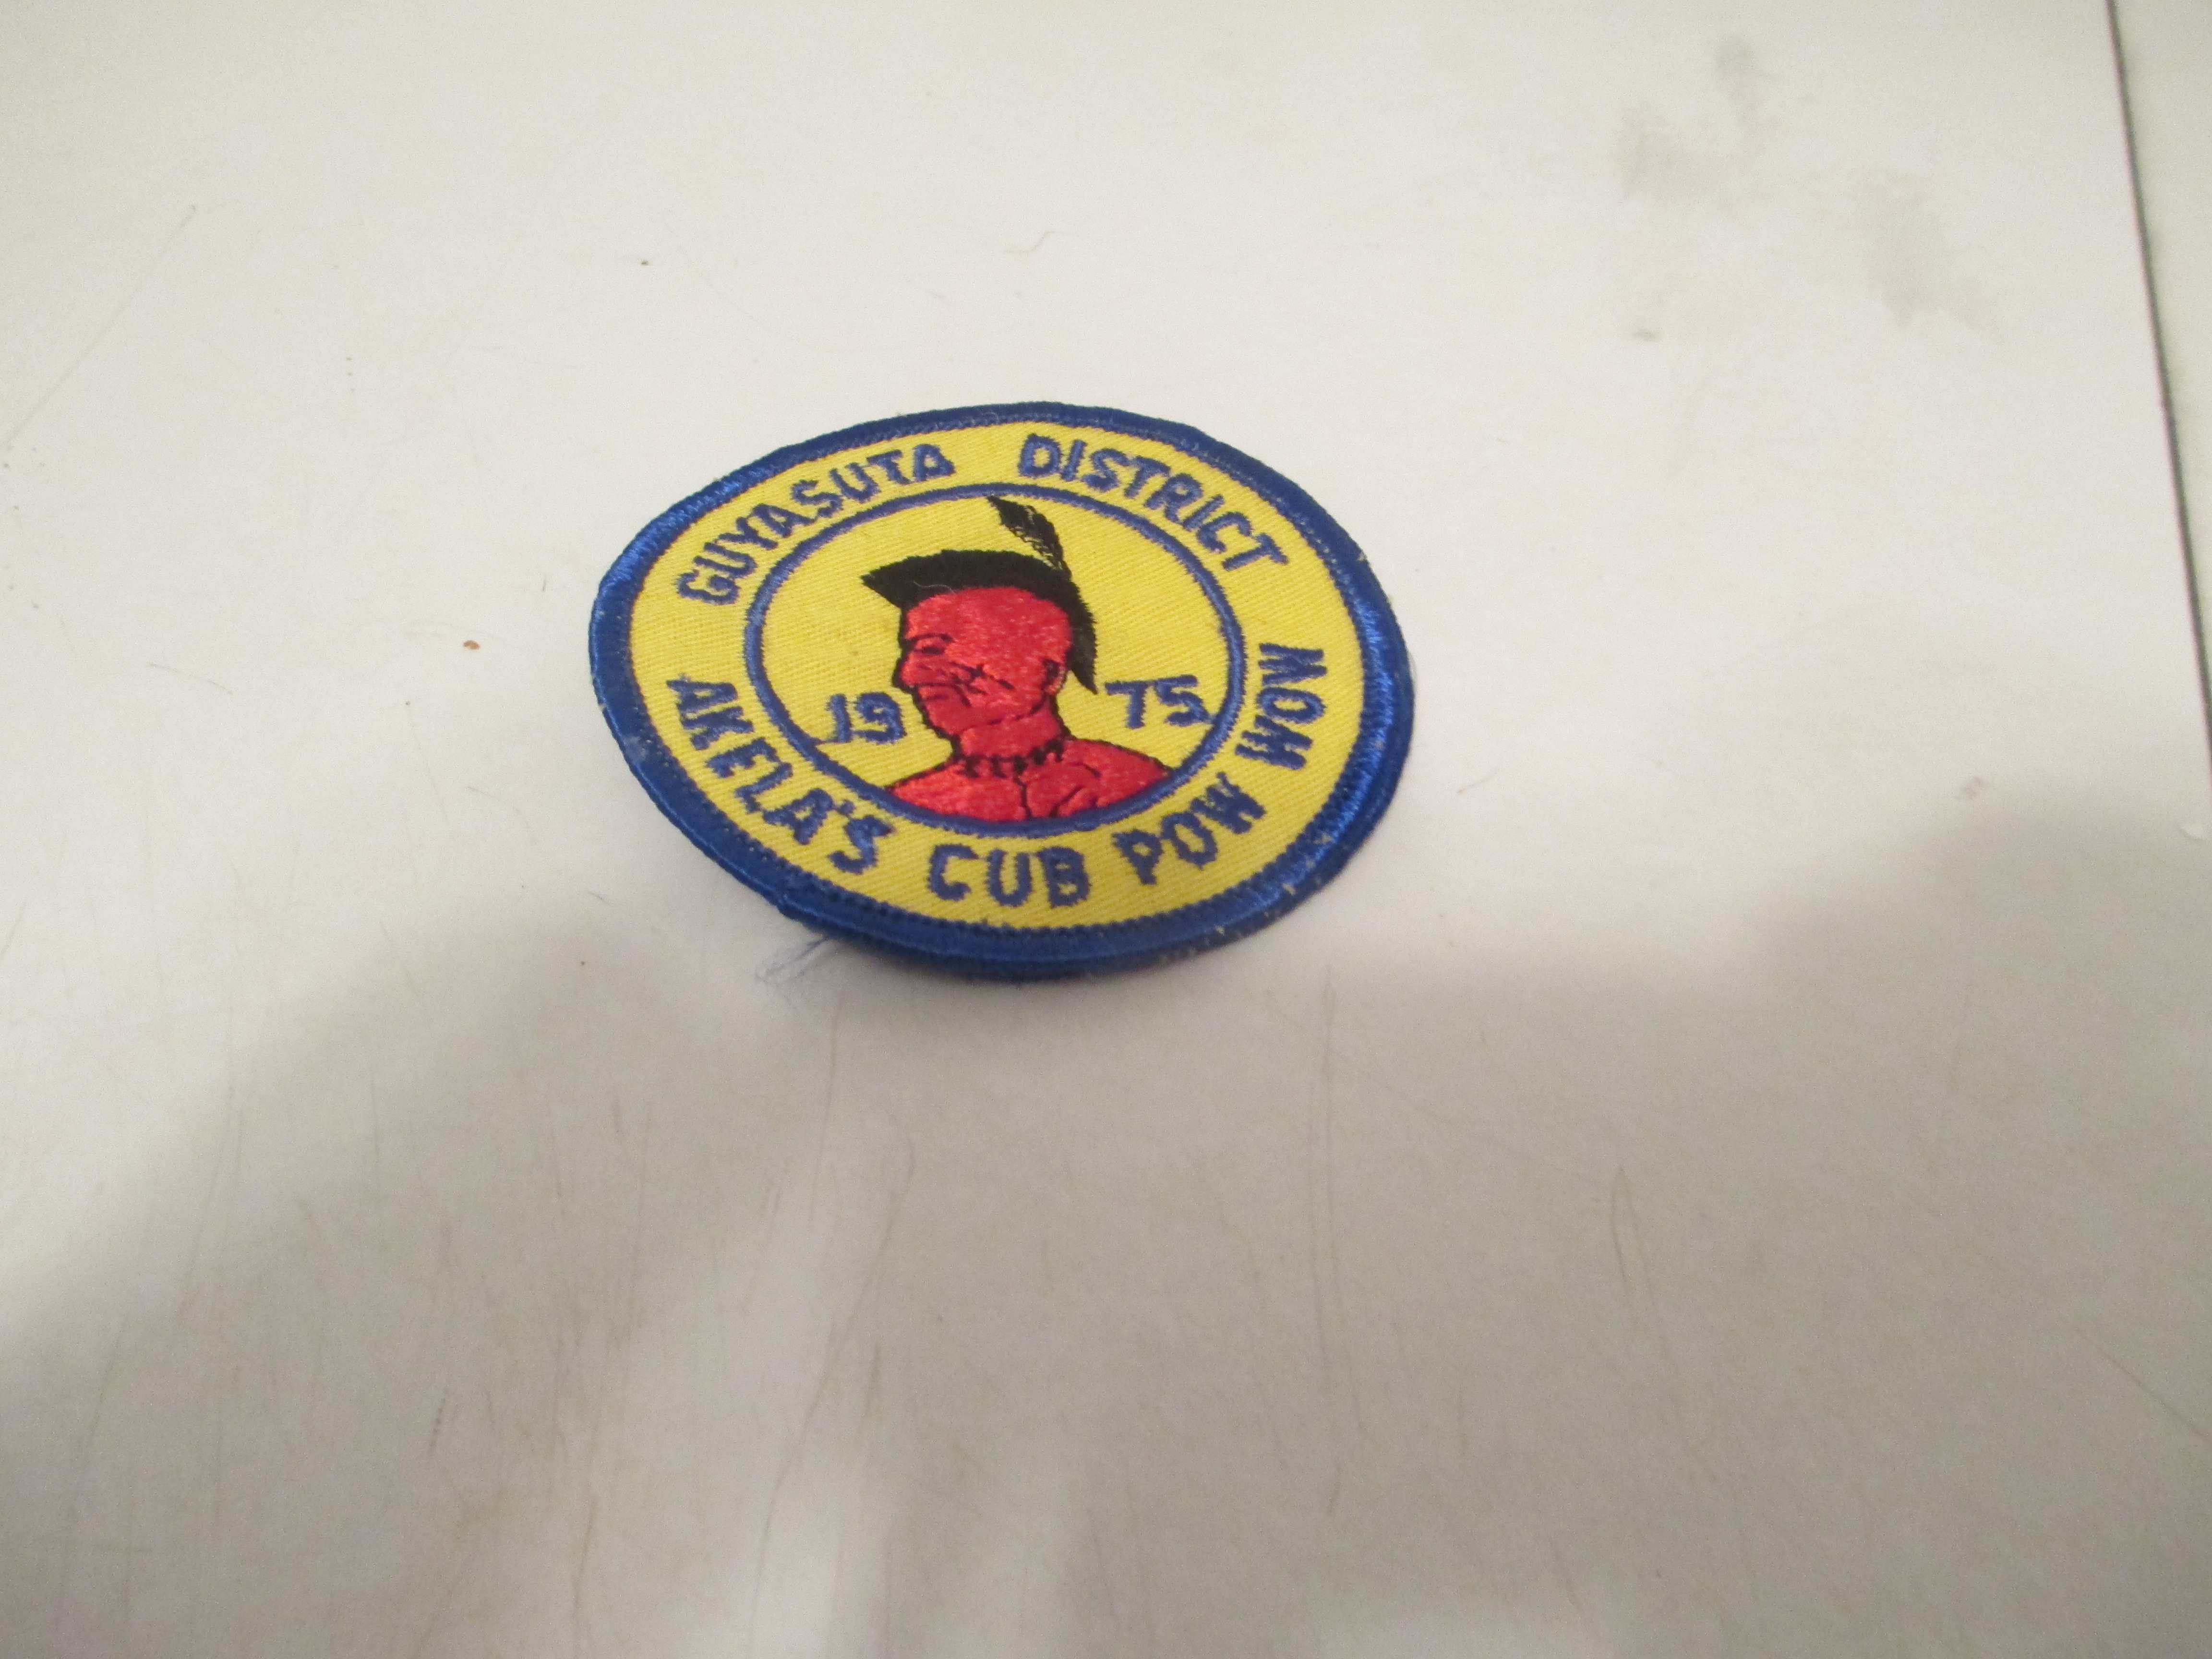 GUYASUTA DISTRICT
19 75
AKELA'S CUB POW WOW